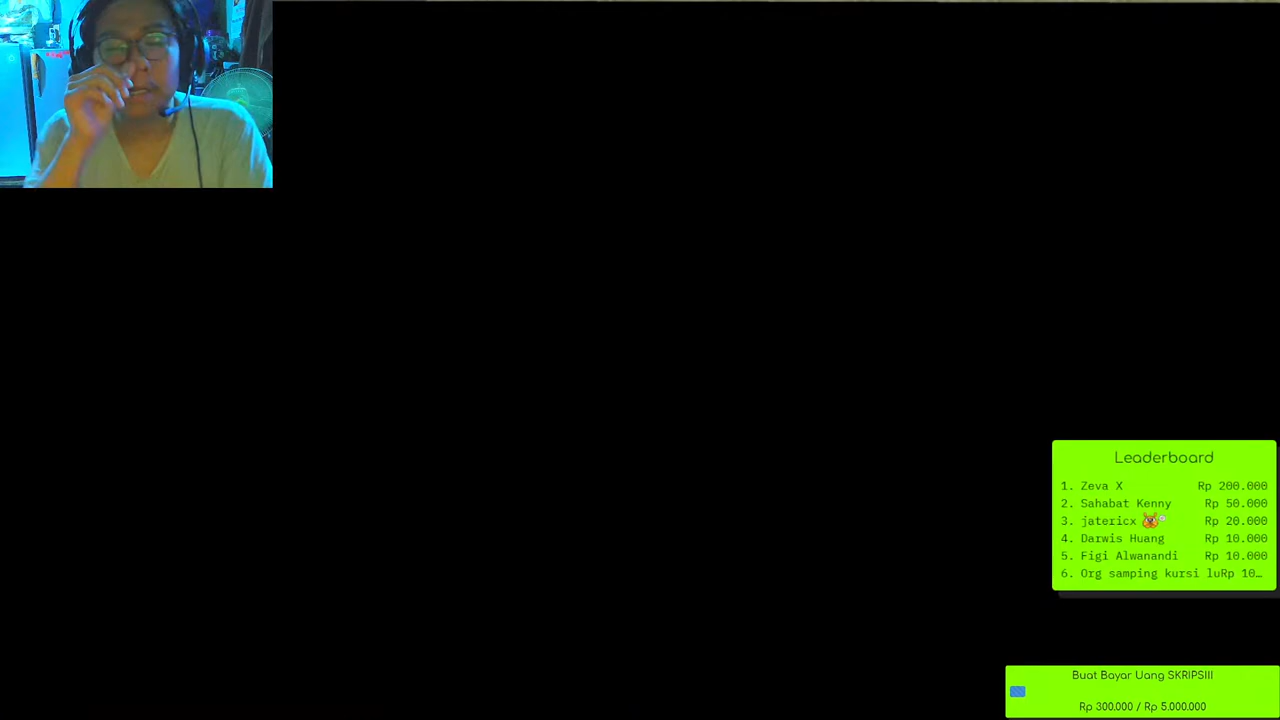 Leaderboard
1. Zeva X Rp 200.000
2. Sahabat Kenny Rp 50.000
3. jatericx Rp 20.000
4. Darwis Huang Rp 10.000
5. Figi Alwanandi Rp 10.000
6. Org samping kursi luRp 10…
Buat Bayar Uang SKRIPSIII
Rp 300.000 / Rp 5.000.000